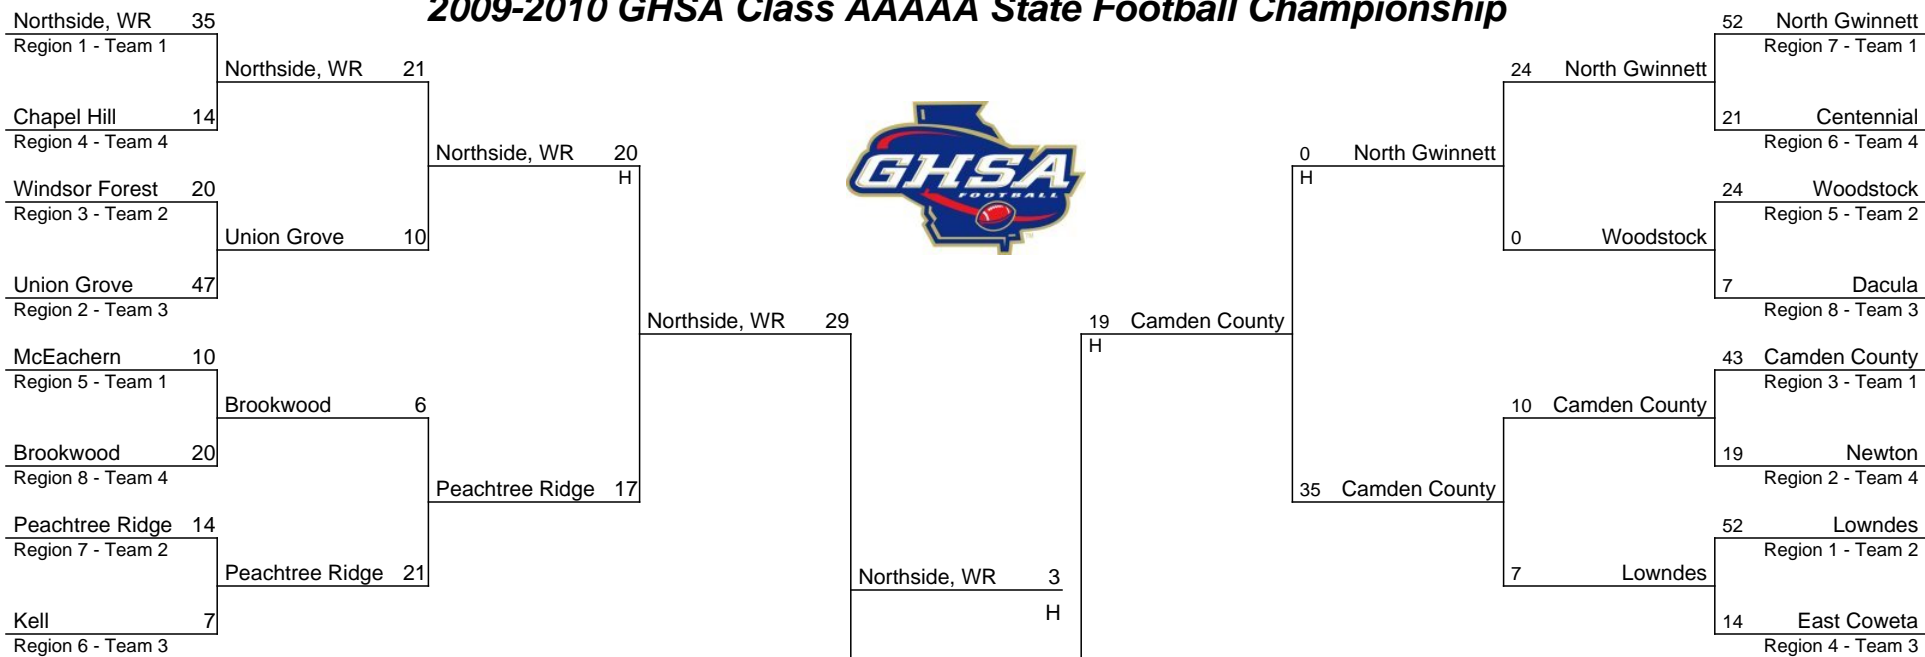 2009-2010 GHSA Class AAAAA State Football Championship
Northside, WR 35
Region 1 - Team 1
Chapel Hill 14
Region 4 - Team 4
Windsor Forest 20
Region 3 - Team 2
Union Grove 47
Region 2 - Team 3
McEachern 10
Region 5 - Team 1
Brookwood 20
Region 8 - Team 4
Peachtree Ridge 14
Region 7 - Team 2
Kell 7
Region 6 - Team 3
Northside, WR 21
Union Grove 10
Brookwood 6
Peachtree Ridge 21
Northside, WR 20
H
Peachtree Ridge 17
Northside, WR 29
Northside, WR 3
H
GHSA
FOOTBALL
TM
19 Camden County
H
0 North Gwinnett
H
35 Camden County
24 North Gwinnett
0 Woodstock
10 Camden County
7 Lowndes
52 North Gwinnett
Region 7 - Team 1
21 Centennial
Region 6 - Team 4
24 Woodstock
Region 5 - Team 2
7 Dacula
Region 8 - Team 3
43 Camden County
Region 3 - Team 1
19 Newton
Region 2 - Team 4
52 Lowndes
Region 1 - Team 2
14 East Coweta
Region 4 - Team 3